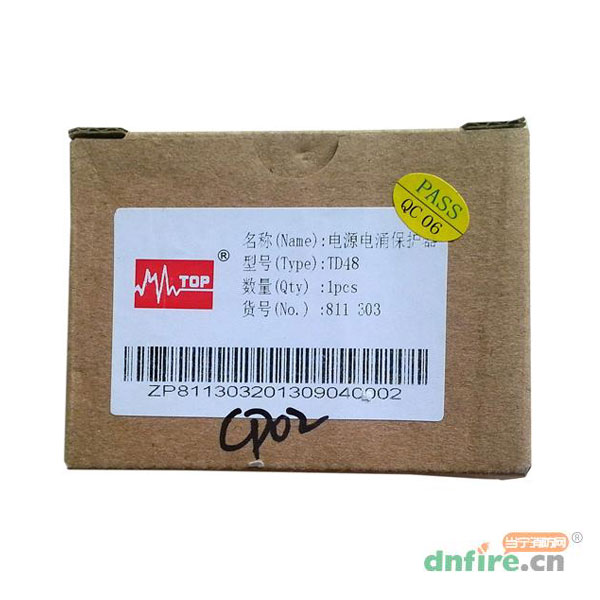 PASS
QC 06
®
TOP
名称(Name):电源电涌保护器
型号(Type):TD48
数量(Qty) :1pcs
货号(No.) :811 303
ZP811303201309040002
CP02
当宁消防网®
dnfire.cn